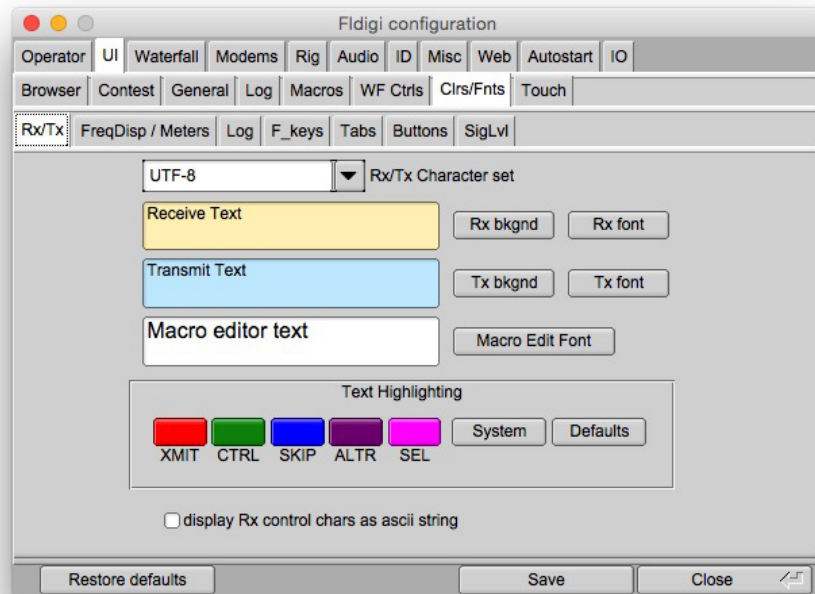 Fldigi configuration
Operator UI Waterfall Modems Rig Audio ID Misc Web Autostart IO
Browser Contest General Log Macros WF Ctrls Clrs/Fnts Touch
Rx/Tx FreqDisp / Meters Log F_keys Tabs Buttons SigLvl
UTF-8 Rx/Tx Character set
Receive Text Rx bkgnd Rx font
Transmit Text Tx bkgnd Tx font
Macro editor text Macro Edit Font
Text Highlighting
System Defaults
XMIT CTRL SKIP ALTR SEL
display Rx control chars as ascii string
Restore defaults Save Close